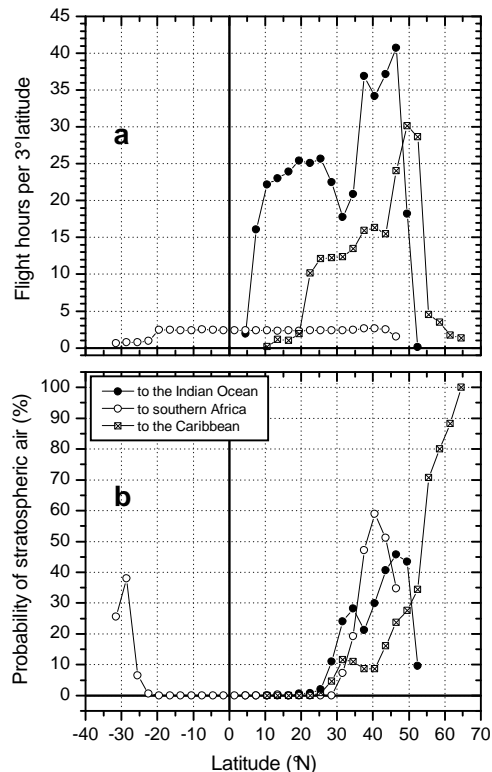 45
40
35
30
25
20
15
10
5
0
Flight hours per 3°latitude
a
100
90
80
70
60
50
40
30
20
10
0
Probability of stratospheric air (%)
to the Indian Ocean
to southern Africa
to the Caribbean
b
-40 -30 -20 -10 0 10 20 30 40 50 60 70
Latitude (°N)